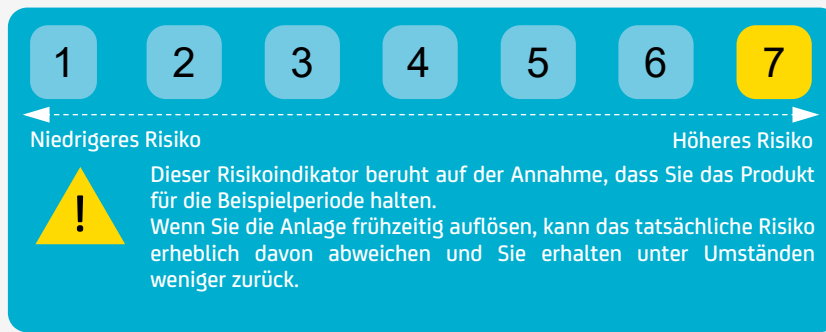 1 2 3 4 5 6 7
Niedrigeres Risiko Höheres Risiko
Dieser Risikoindikator beruht auf der Annahme, dass Sie das Produkt
für die Beispielperiode halten.
!
Wenn Sie die Anlage frühzeitig auflösen, kann das tatsächliche Risiko
erheblich davon abweichen und Sie erhalten unter Umständen
weniger zurück.